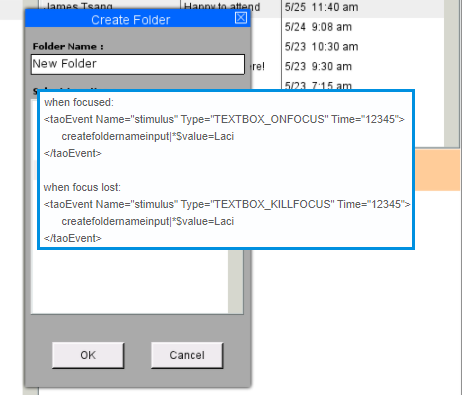 James Tsang Happy to attend 5/25 11:40 am
Create Folder
5/24 9:08 am
Folder Name :
5/23 10:30 am
New Folder
re! 5/23 9:30 am
5/23 7:15 am
when focused:
<taoEvent Name="stimulus" Type="TEXTBOX_ONFOCUS" Time="12345">
createfoldernameinput|*$value=Laci
</taoEvent>
when focus lost:
<taoEvent Name="stimulus" Type="TEXTBOX_KILLFOCUS" Time="12345">
createfoldernameinput|*$value=Laci
</taoEvent>
OK Cancel